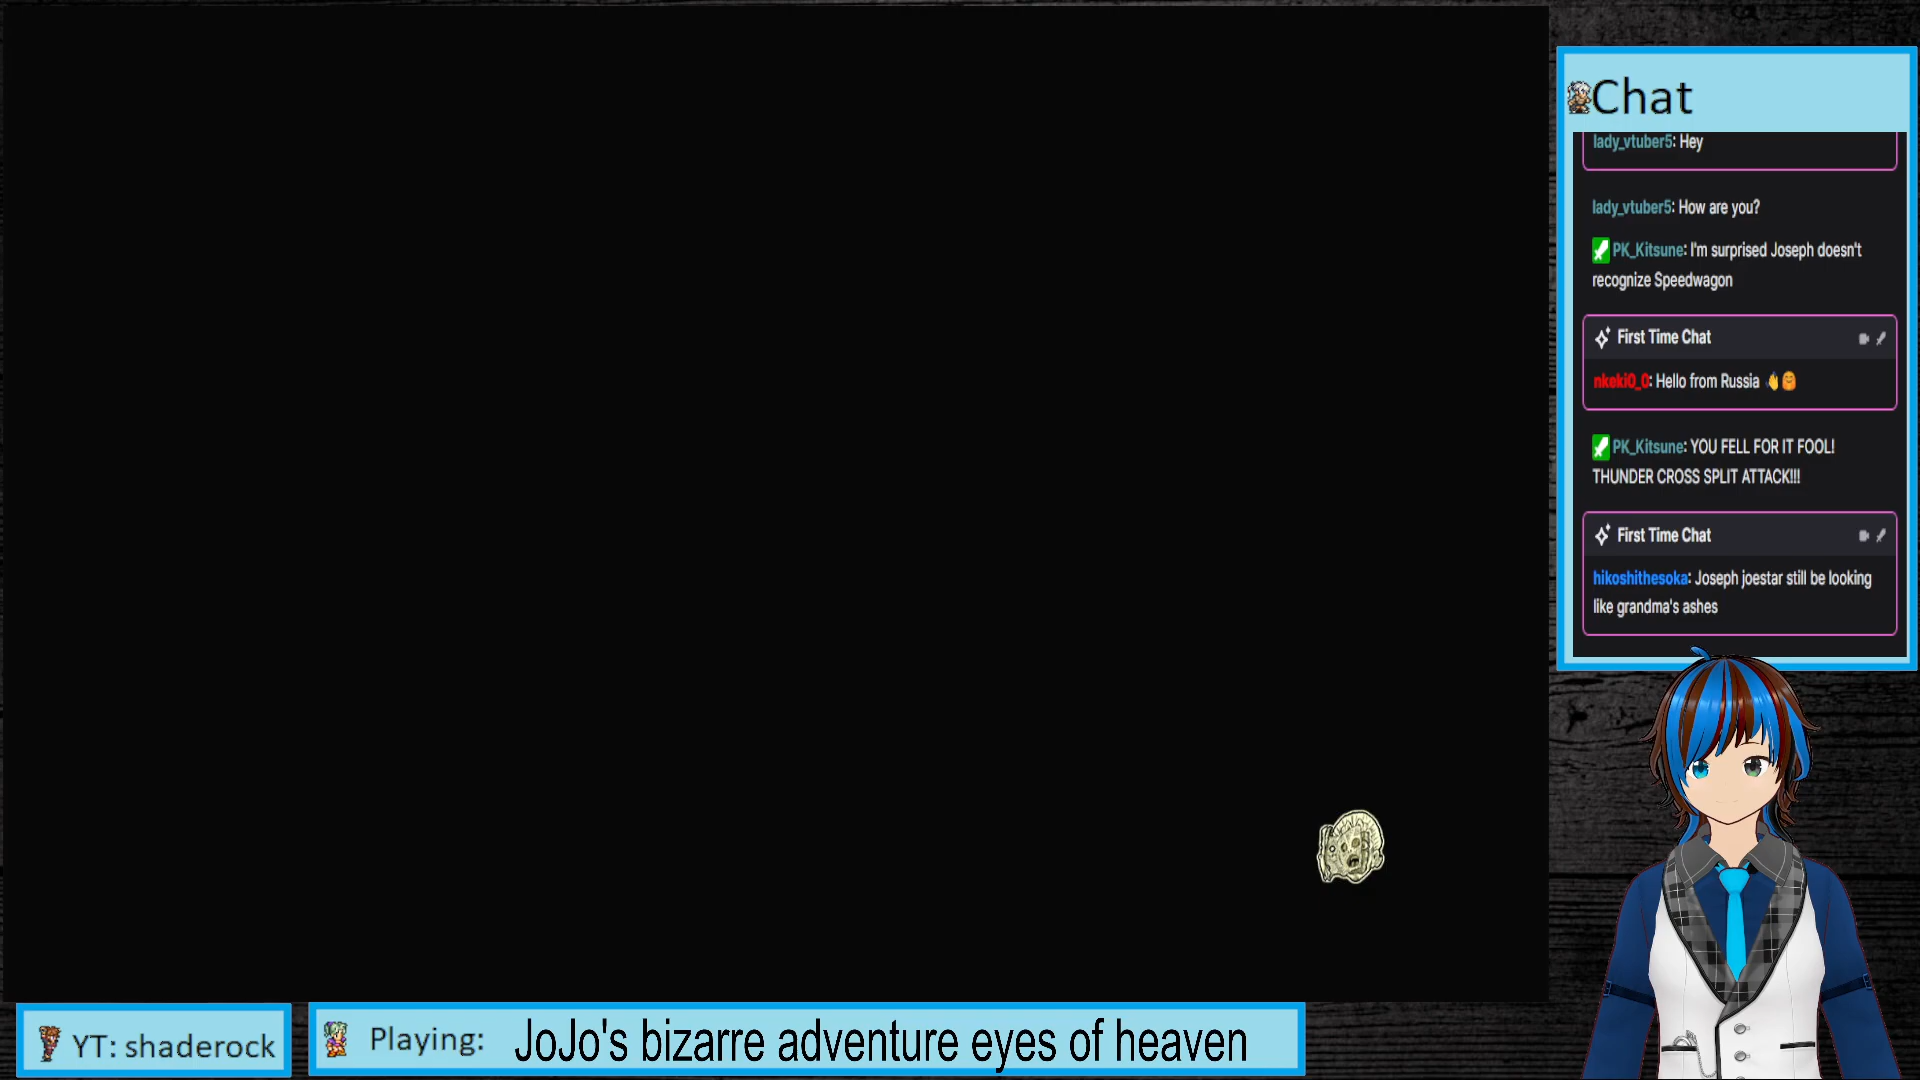 Chat
lady_vtuber5: Hey
lady_vtuber5: How are you?
PK_Kitsune: I'm surprised Joseph doesn't
recognize Speedwagon
First Time Chat
nkeki0_0: Hello from Russia 👋🤗
PK_Kitsune: YOU FELL FOR IT FOOL!
THUNDER CROSS SPLIT ATTACK!!!
First Time Chat
hikoshithesoka: Joseph joestar still be looking
like grandma's ashes
YT: shaderock
Playing: JoJo's bizarre adventure eyes of heaven